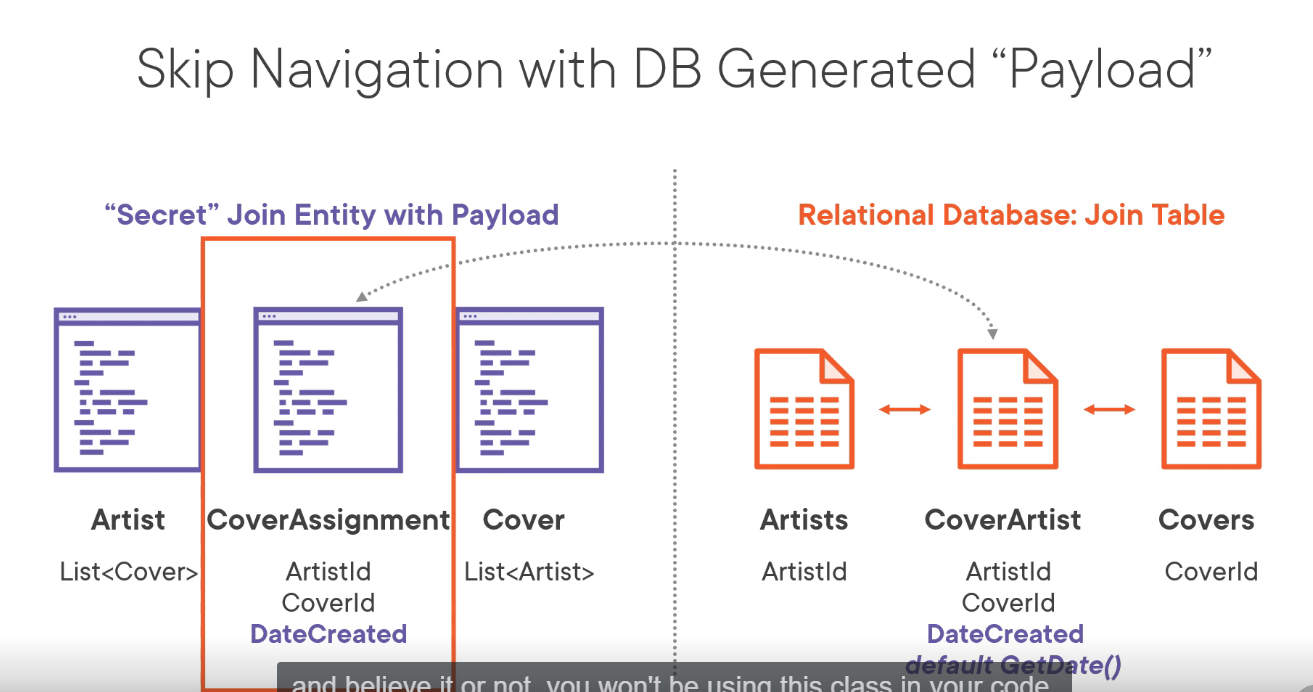 Skip Navigation with DB Generated “Payload”
“Secret” Join Entity with Payload
Artist
List<Cover>
CoverAssignment
ArtistId
CoverId
DateCreated
Cover
List<Artist>
Relational Database: Join Table
Artists
ArtistId
CoverArtist
ArtistId
CoverId
DateCreated
default GetDate()
Covers
CoverId
and believe it or not, you won't be using this class in your code